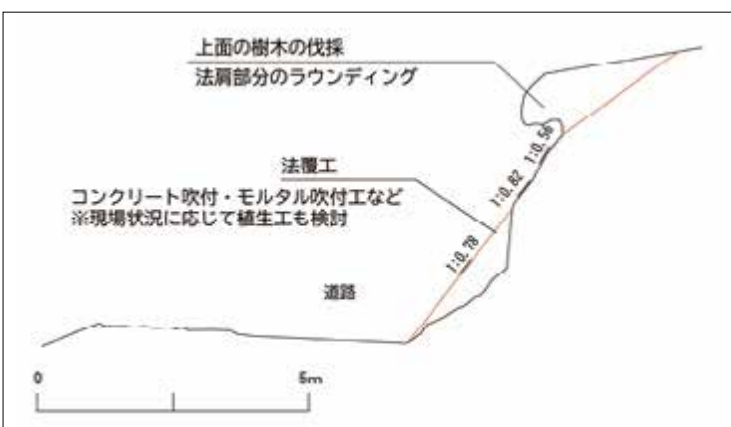 上面の樹木の伐採
法肩部分のラウンディング
法覆工
コンクリート吹付・モルタル吹付工など
※現場状況に応じて植生工も検討
1:0.56
1:0.82
1:0.78
道路
0
5m